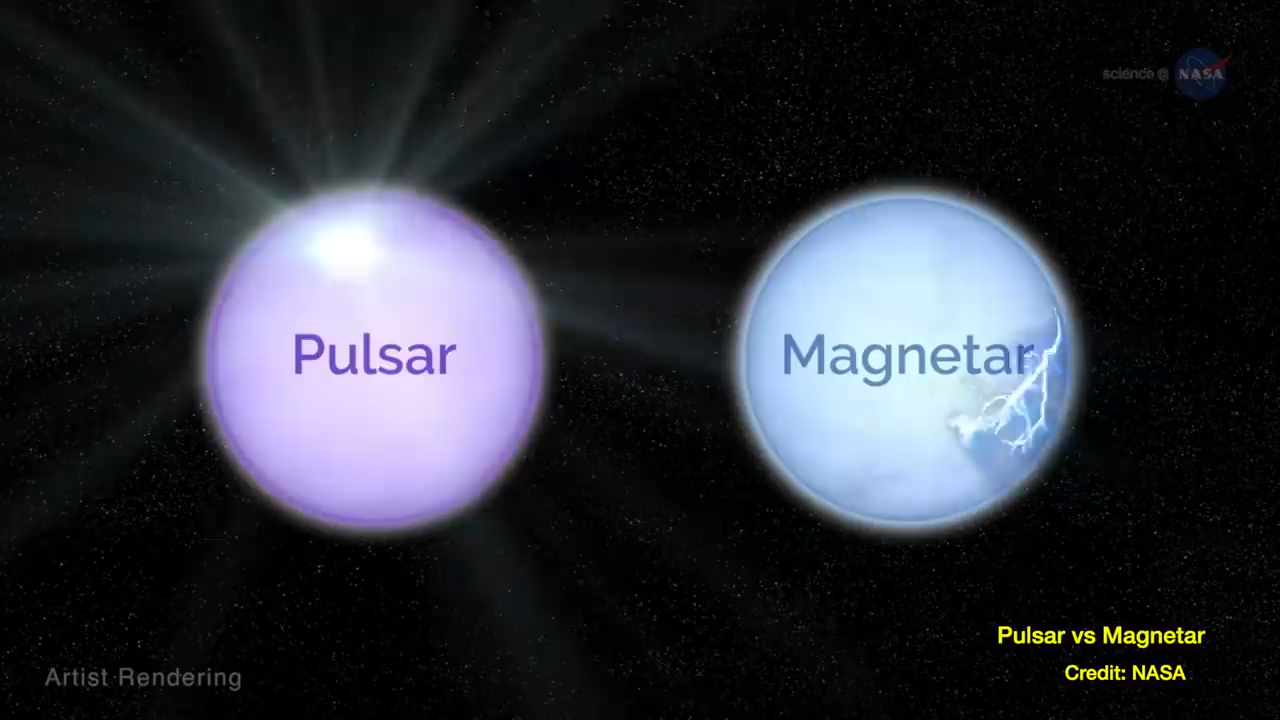 science @ NASA
Pulsar
Magnetar
Pulsar vs Magnetar
Credit: NASA
Artist Rendering